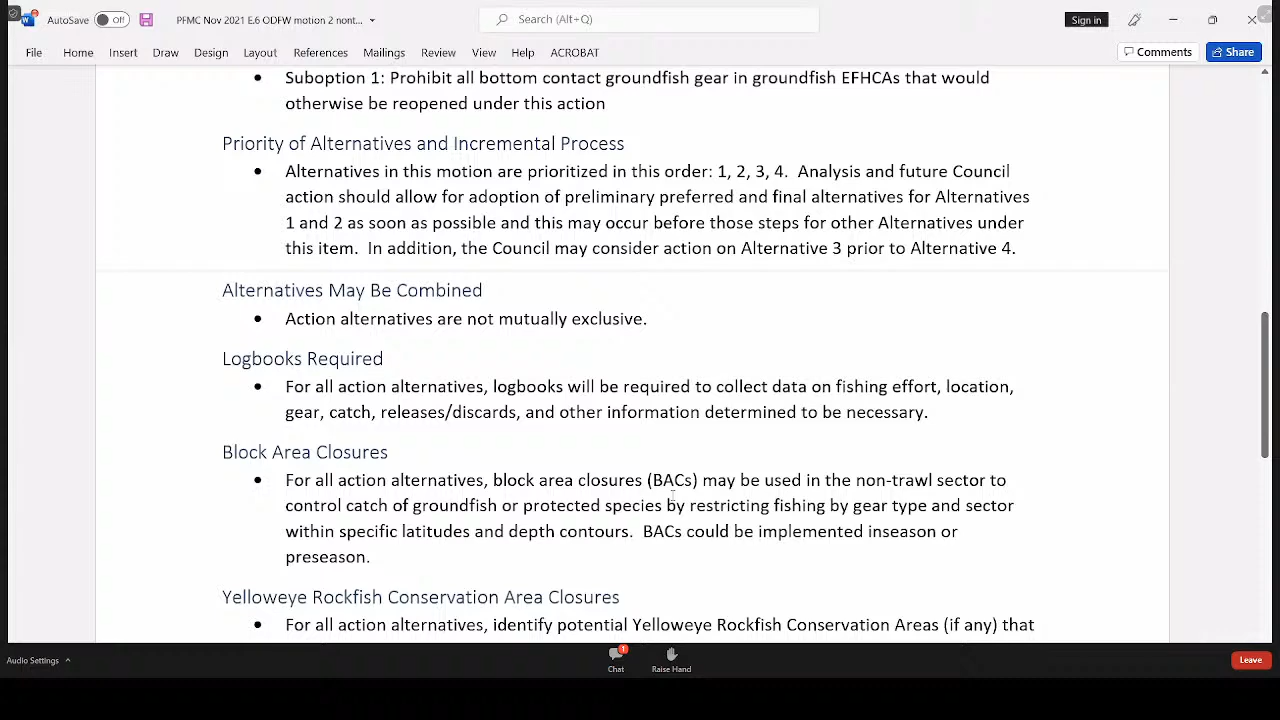 AutoSave Off PFMC Nov 2021 E.6 ODFW motion 2 nont... Search (Alt+Q) Sign in
File Home Insert Draw Design Layout References Mailings Review View Help ACROBAT Comments Share
• Suboption 1: Prohibit all bottom contact groundfish gear in groundfish EFHCAs that would
otherwise be reopened under this action
Priority of Alternatives and Incremental Process
• Alternatives in this motion are prioritized in this order: 1, 2, 3, 4. Analysis and future Council
action should allow for adoption of preliminary preferred and final alternatives for Alternatives
1 and 2 as soon as possible and this may occur before those steps for other Alternatives under
this item. In addition, the Council may consider action on Alternative 3 prior to Alternative 4.
Alternatives May Be Combined
• Action alternatives are not mutually exclusive.
Logbooks Required
• For all action alternatives, logbooks will be required to collect data on fishing effort, location,
gear, catch, releases/discards, and other information determined to be necessary.
Block Area Closures
• For all action alternatives, block area closures (BACs) may be used in the non-trawl sector to
control catch of groundfish or protected species by restricting fishing by gear type and sector
within specific latitudes and depth contours. BACs could be implemented inseason or
preseason.
Yelloweye Rockfish Conservation Area Closures
• For all action alternatives, identify potential Yelloweye Rockfish Conservation Areas (if any) that
Audio Settings 1 Chat Raise Hand Leave